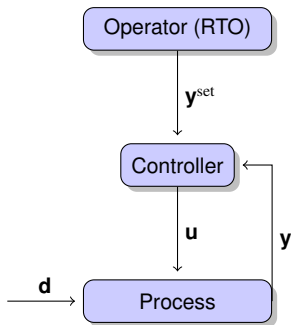 Operator (RTO)
y^set
Controller
u
y
d
Process